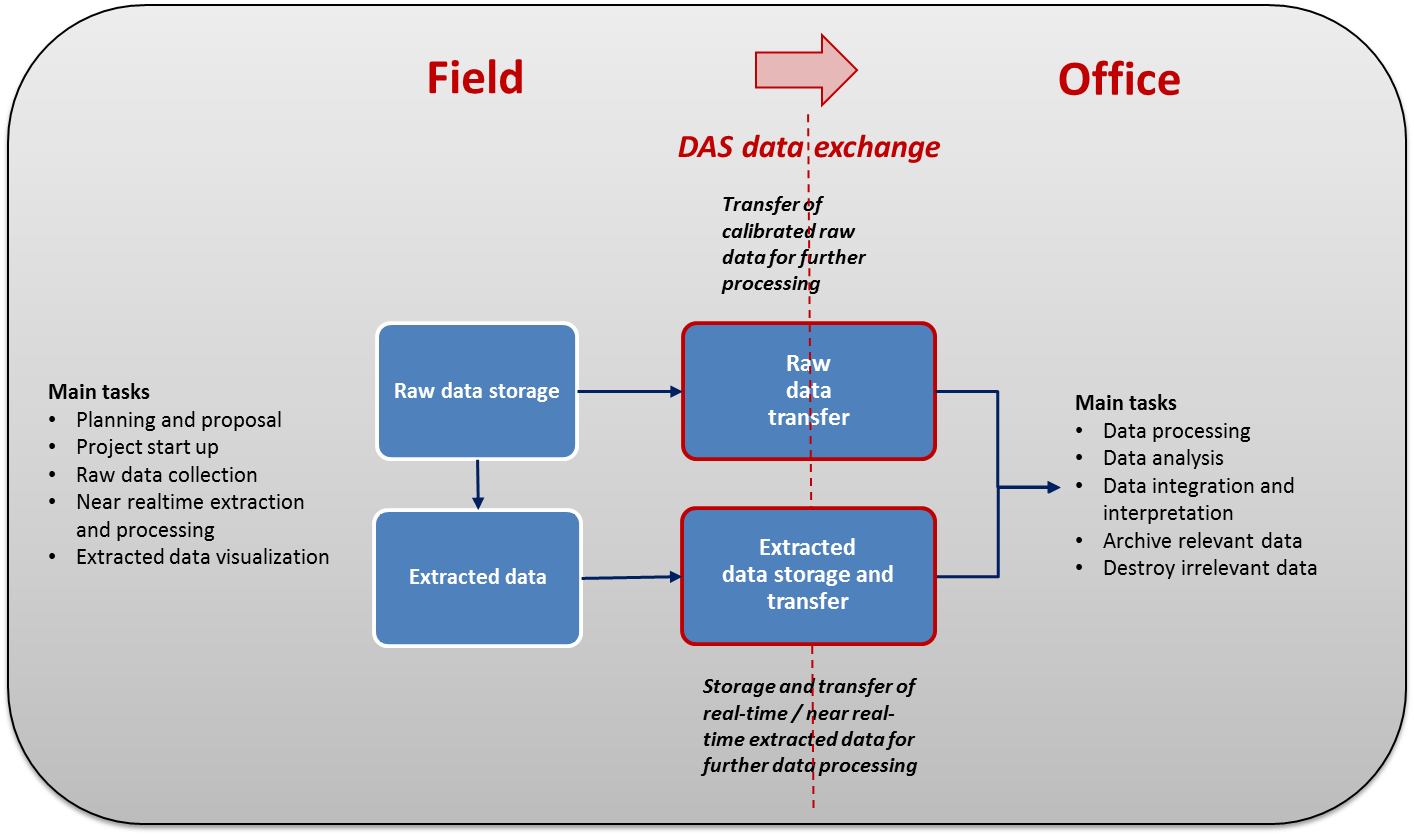 Field
Office
DAS data exchange
Transfer of
calibrated raw
data for further
processing
Main tasks
• Planning and proposal
• Project start up
• Raw data collection
• Near realtime extraction
and processing
• Extracted data visualization
Raw data storage
Raw
data
transfer
Extracted data
Extracted
data storage and
transfer
Storage and transfer of
real-time / near real-
time extracted data for
further data processing
Main tasks
• Data processing
• Data analysis
• Data integration and
interpretation
• Archive relevant data
• Destroy irrelevant data